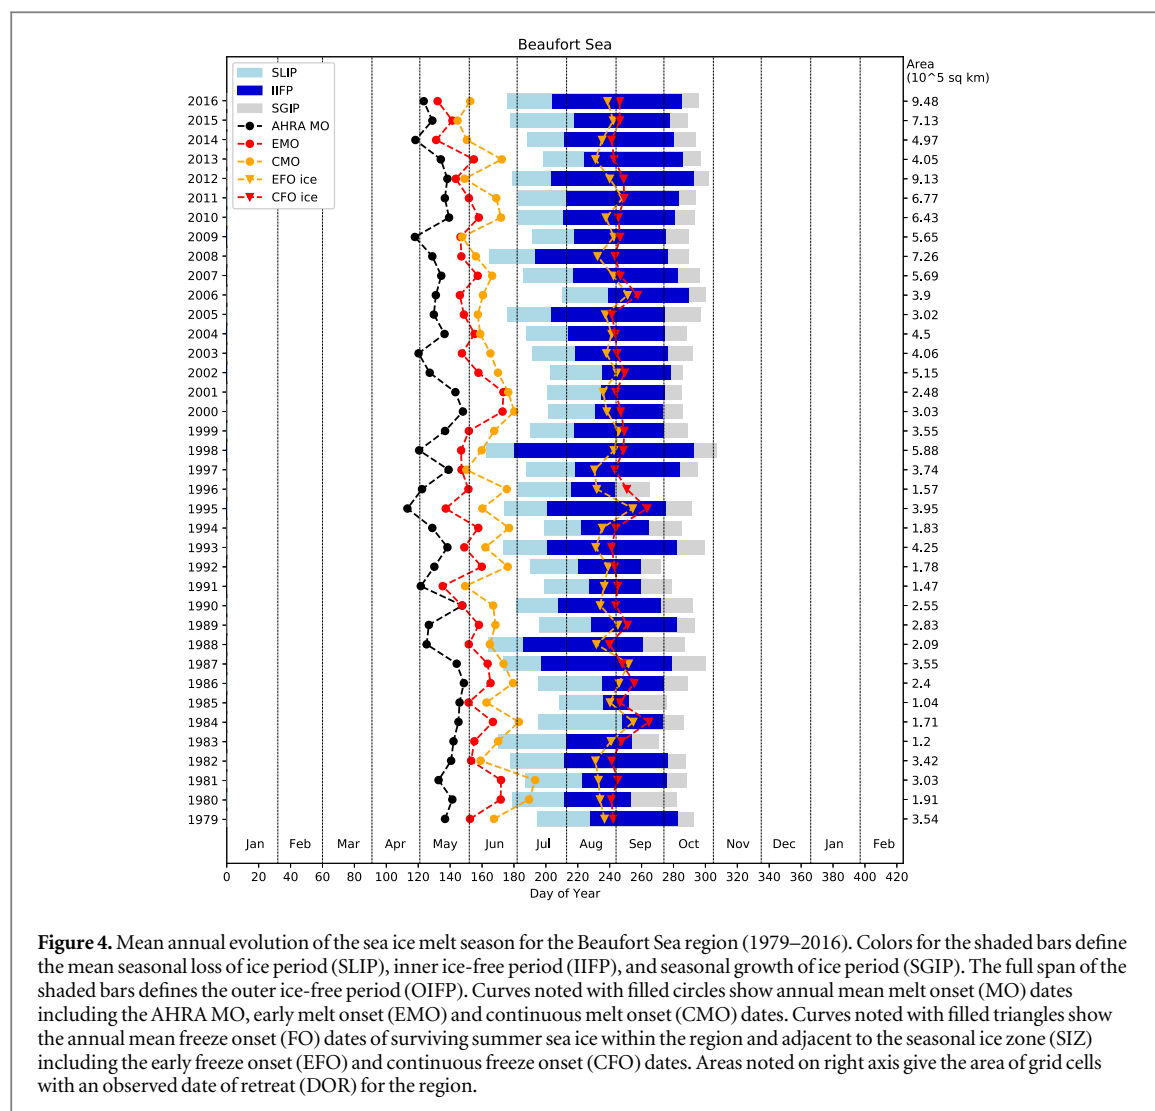 Beaufort Sea
Area
(10^5 sq km)
SLIP
IIFP
SGIP
AHRA MO
EMO
CMO
EFO ice
CFO ice
2016 9.48
2015 7.13
2014 4.97
2013 4.05
2012 9.13
2011 6.77
2010 6.43
2009 5.65
2008 7.26
2007 5.69
2006 3.9
2005 3.02
2004 4.5
2003 4.06
2002 5.15
2001 2.48
2000 3.03
1999 3.55
1998 5.88
1997 3.74
1996 1.57
1995 3.95
1994 1.83
1993 4.25
1992 1.78
1991 1.47
1990 2.55
1989 2.83
1988 2.09
1987 3.55
1986 2.4
1985 1.04
1984 1.71
1983 1.2
1982 3.42
1981 3.03
1980 1.91
1979 3.54
Jan Feb Mar Apr May Jun Jul Aug Sep Oct Nov Dec Jan Feb
0 20 40 60 80 100 120 140 160 180 200 220 240 260 280 300 320 340 360 380 400 420
Day of Year
Figure 4. Mean annual evolution of the sea ice melt season for the Beaufort Sea region (1979–2016). Colors for the shaded bars define
the mean seasonal loss of ice period (SLIP), inner ice-free period (IIFP), and seasonal growth of ice period (SGIP). The full span of the
shaded bars defines the outer ice-free period (OIFP). Curves noted with filled circles show annual mean melt onset (MO) dates
including the AHRA MO, early melt onset (EMO) and continuous melt onset (CMO) dates. Curves noted with filled triangles show
the annual mean freeze onset (FO) dates of surviving summer sea ice within the region and adjacent to the seasonal ice zone (SIZ)
including the early freeze onset (EFO) and continuous freeze onset (CFO) dates. Areas noted on right axis give the area of grid cells
with an observed date of retreat (DOR) for the region.